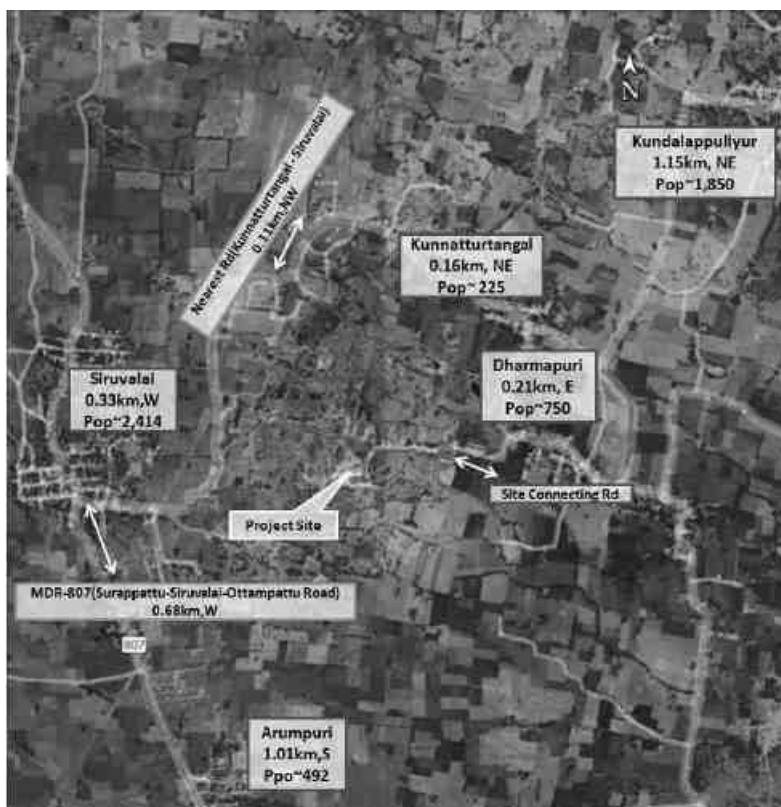 N
Kundalappuliyur
1.15km, NE
Pop~1,850
Nearest Rd(Kunnatturtangal - Siruvalai)
0.11km,NW
Kunnatturtangal
0.16km, NE
Pop~ 225
Siruvalai
0.33km,W
Pop~2,414
Dharmapuri
0.21km, E
Pop~750
Site Connecting Rd
Project Site
MDR-807(Surappattu-Siruvalai-Ottampattu Road)
0.68km,W
807
Arumpuri
1.01km,S
Ppo~492